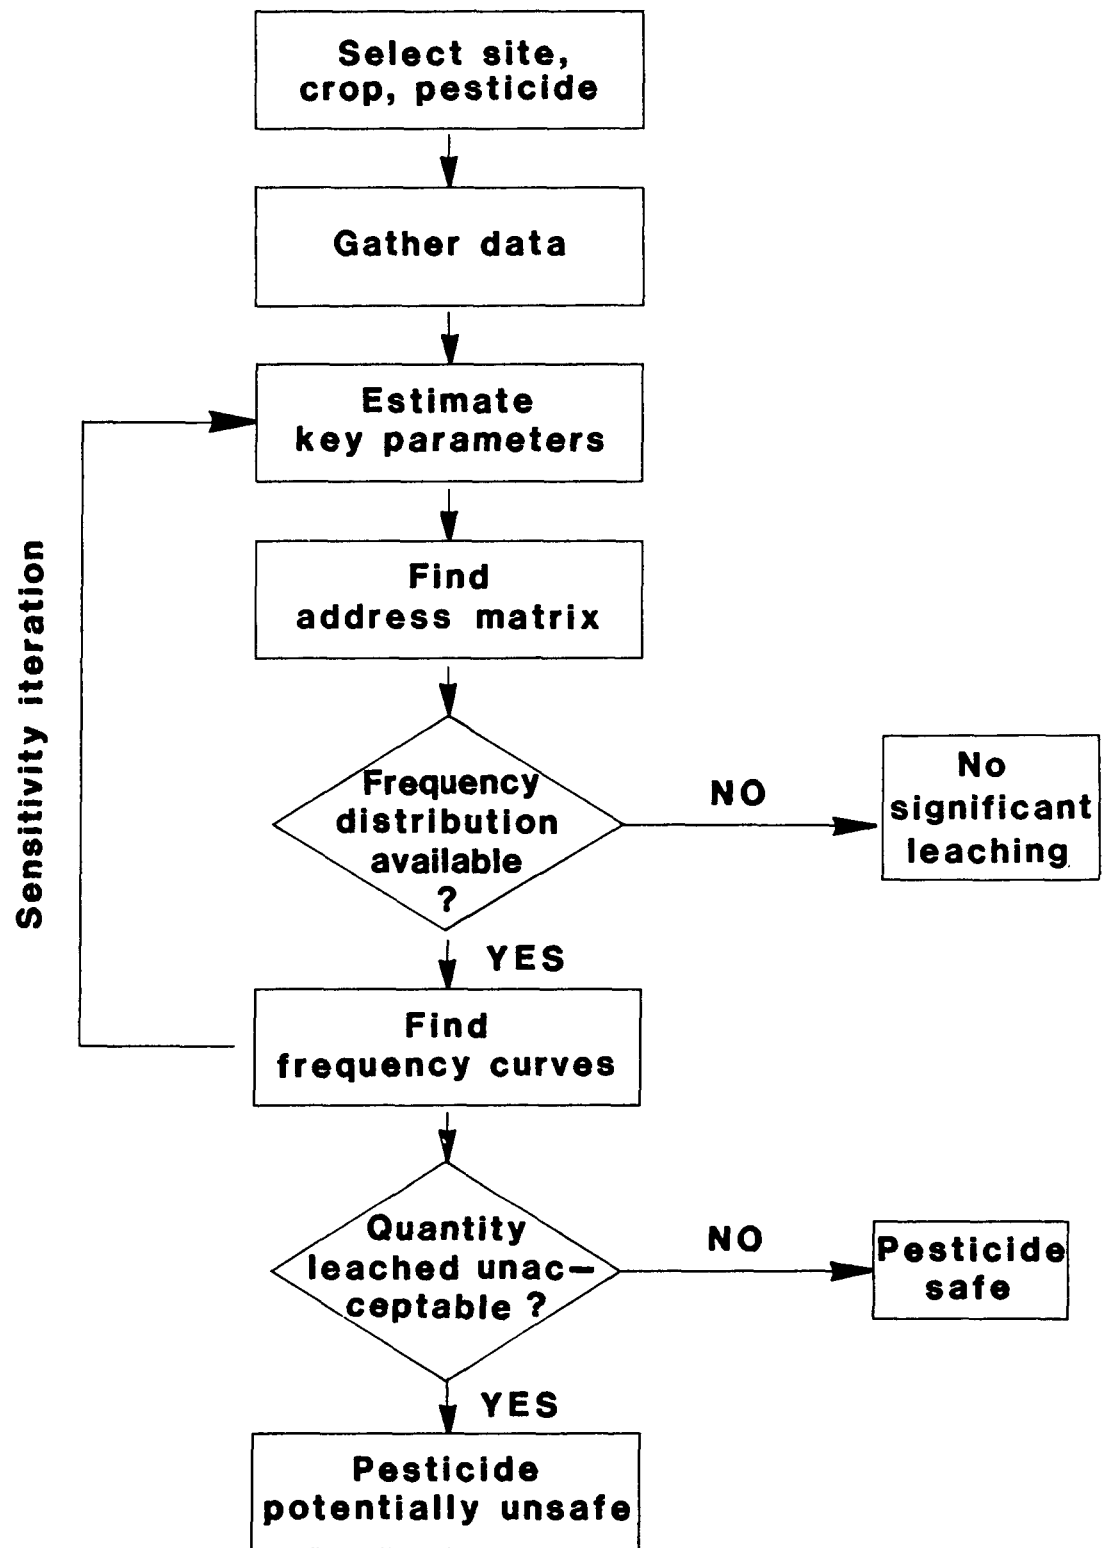 Select site,
crop, pesticide
Gather data
Estimate
key parameters
Find
address matrix
Sensitivity iteration
Frequency
distribution
available
?
NO
No
significant
leaching
YES
Find
frequency curves
Quantity
leached unac–
ceptable ?
NO
Pesticide
safe
YES
Pesticide
potentially unsafe